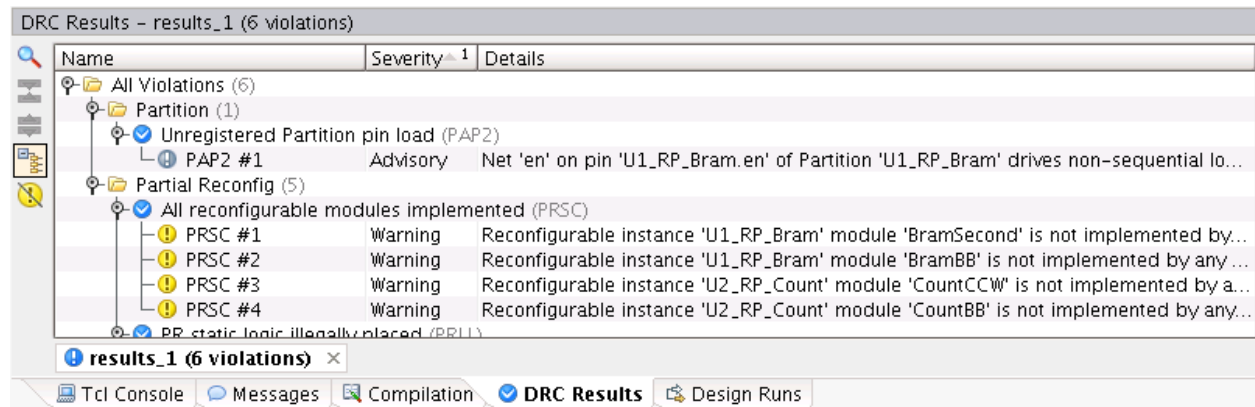 DRC Results – results_1 (6 violations)
Name Severity 1 Details
All Violations (6)
Partition (1)
Unregistered Partition pin load (PAP2)
PAP2 #1 Advisory Net 'en' on pin 'U1_RP_Bram.en' of Partition 'U1_RP_Bram' drives non-sequential lo...
Partial Reconfig (5)
All reconfigurable modules implemented (PRSC)
PRSC #1 Warning Reconfigurable instance 'U1_RP_Bram' module 'BramSecond' is not implemented by...
PRSC #2 Warning Reconfigurable instance 'U1_RP_Bram' module 'BramBB' is not implemented by any ...
PRSC #3 Warning Reconfigurable instance 'U2_RP_Count' module 'CountCCW' is not implemented by a...
PRSC #4 Warning Reconfigurable instance 'U2_RP_Count' module 'CountBB' is not implemented by any...
PR static logic illegally placed (PRLL)
results_1 (6 violations) ×
Tcl Console Messages Compilation DRC Results Design Runs